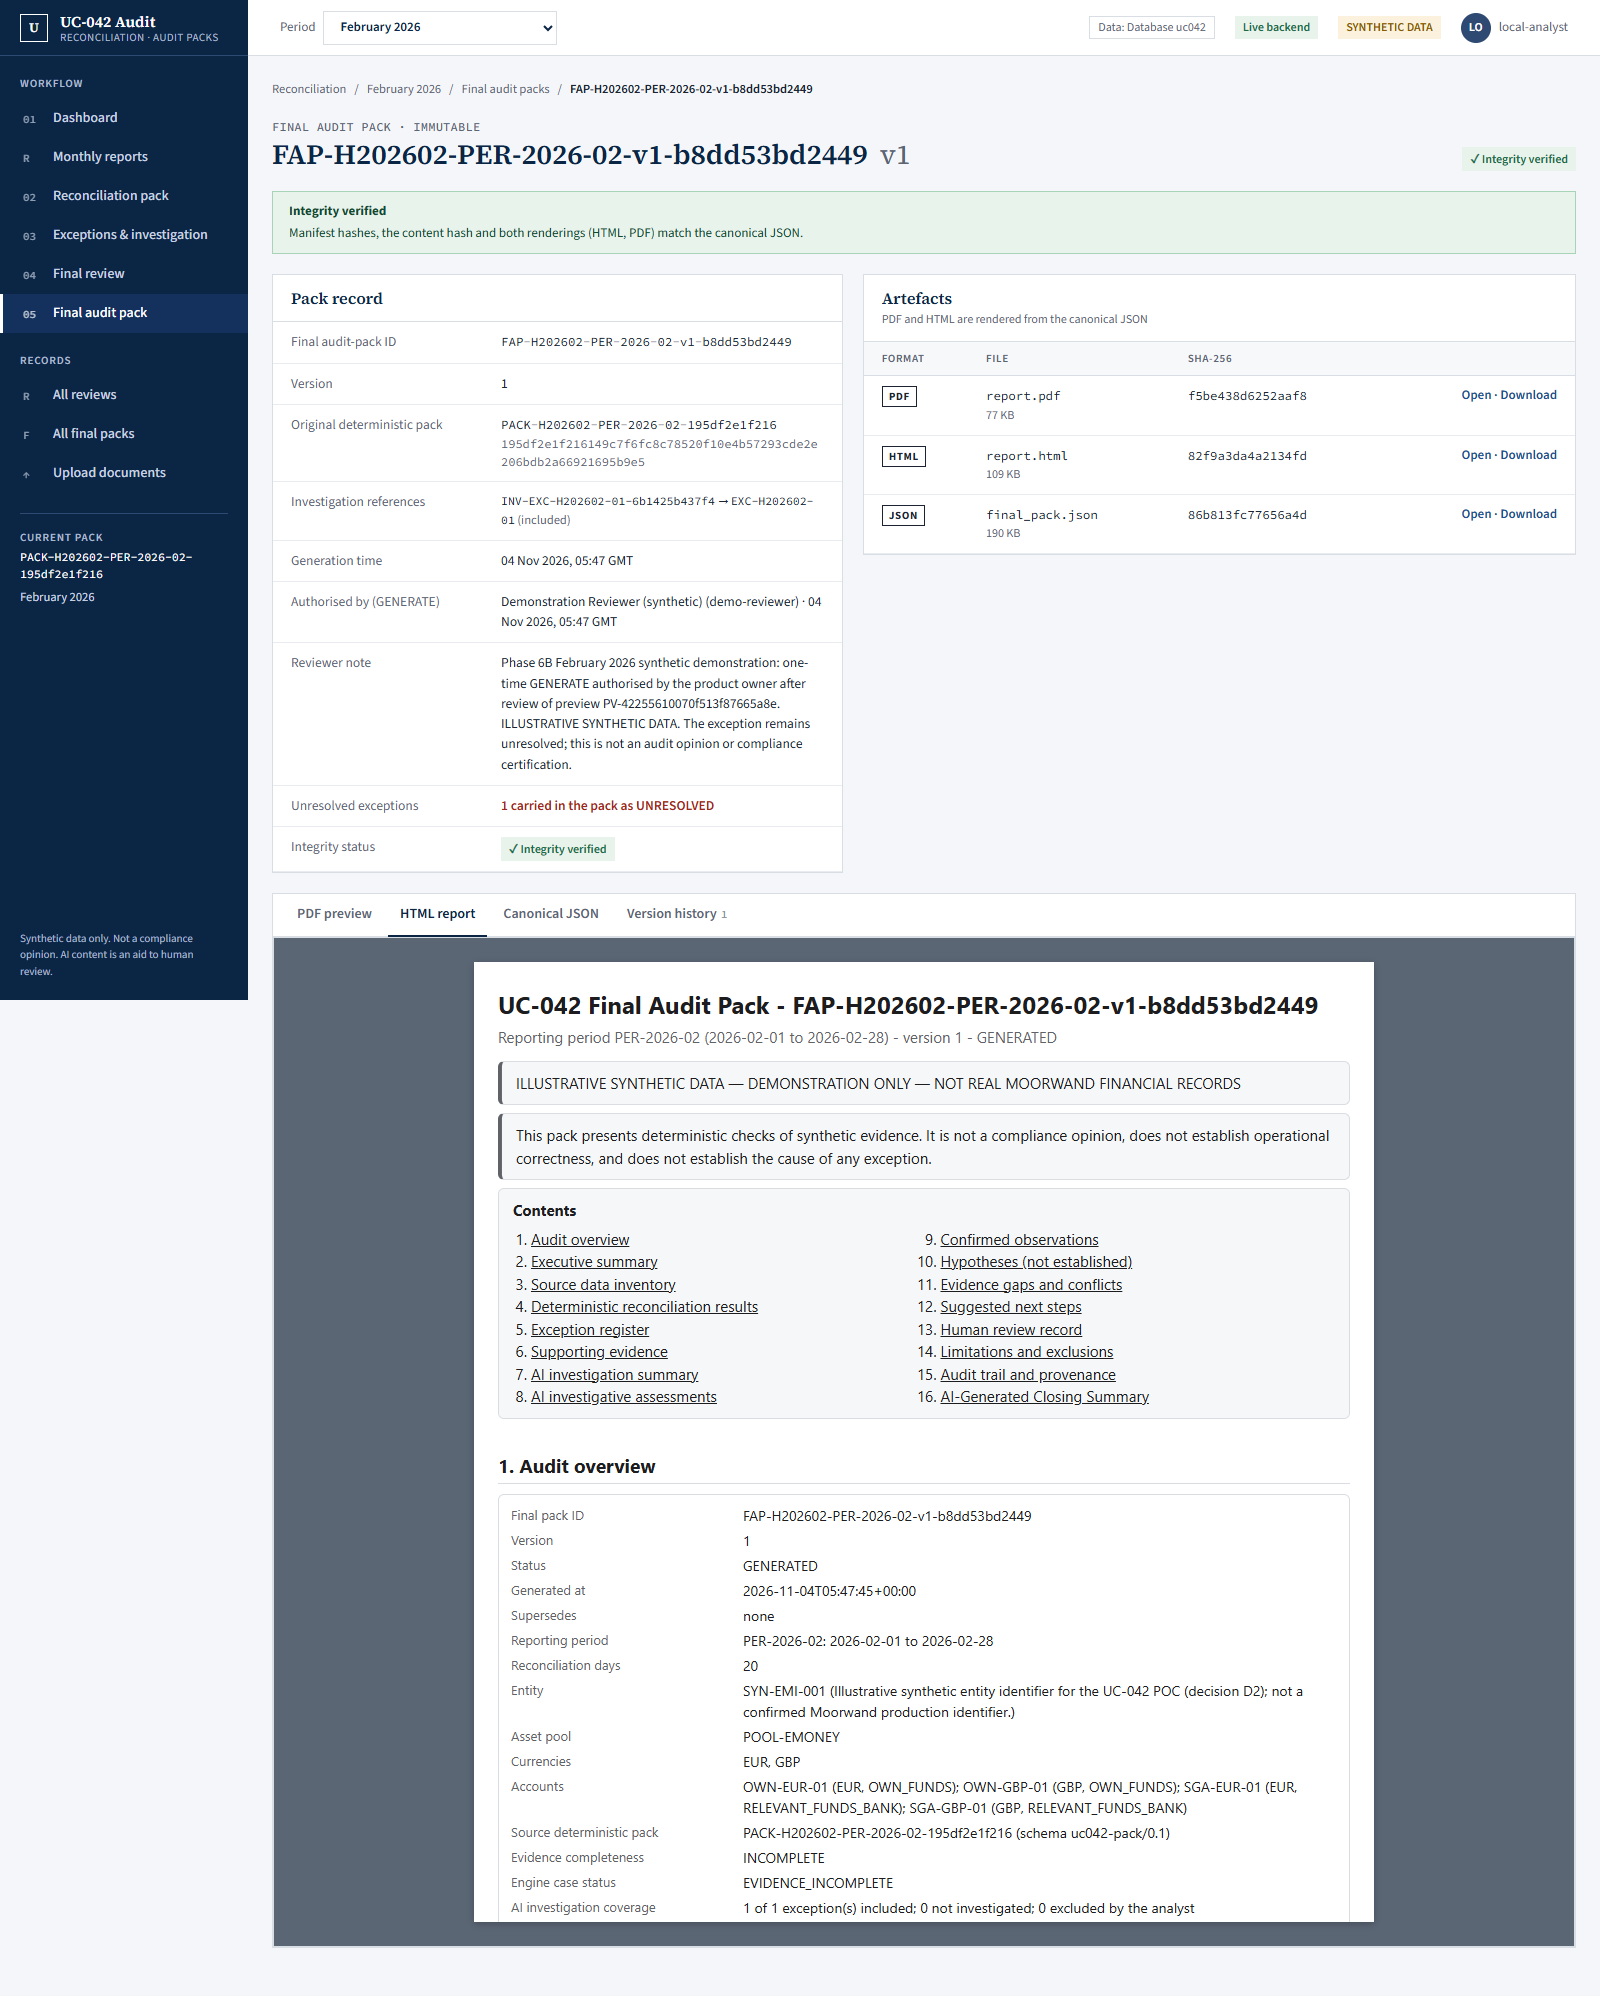 U
UC-042 Audit
RECONCILIATION · AUDIT PACKS
Period
February 2026
Data: Database uc042
Live backend
SYNTHETIC DATA
LO
local-analyst
WORKFLOW
01 Dashboard
R Monthly reports
02 Reconciliation pack
03 Exceptions & investigation
04 Final review
05 Final audit pack
RECORDS
R All reviews
F All final packs
↑ Upload documents
CURRENT PACK
PACK-H202602-PER-2026-02-
195df2e1f216
February 2026
Synthetic data only. Not a compliance
opinion. AI content is an aid to human
review.
Reconciliation / February 2026 / Final audit packs / FAP-H202602-PER-2026-02-v1-b8dd53bd2449
FINAL AUDIT PACK · IMMUTABLE
FAP-H202602-PER-2026-02-v1-b8dd53bd2449 v1
✓ Integrity verified
Integrity verified
Manifest hashes, the content hash and both renderings (HTML, PDF) match the canonical JSON.
Pack record
Final audit-pack ID FAP-H202602-PER-2026-02-v1-b8dd53bd2449
Version 1
Original deterministic pack PACK-H202602-PER-2026-02-195df2e1f216
195df2e1f216149c7f6fc8c78520f10e4b57293cde2e
206bdb2a66921695b9e5
Investigation references INV-EXC-H202602-01-6b1425b437f4 → EXC-H202602-
01 (included)
Generation time 04 Nov 2026, 05:47 GMT
Authorised by (GENERATE) Demonstration Reviewer (synthetic) (demo-reviewer) · 04
Nov 2026, 05:47 GMT
Reviewer note Phase 6B February 2026 synthetic demonstration: one-
time GENERATE authorised by the product owner after
review of preview PV-42255610070f513f87665a8e.
ILLUSTRATIVE SYNTHETIC DATA. The exception remains
unresolved; this is not an audit opinion or compliance
certification.
Unresolved exceptions 1 carried in the pack as UNRESOLVED
Integrity status ✓ Integrity verified
Artefacts
PDF and HTML are rendered from the canonical JSON
FORMAT FILE SHA-256
PDF report.pdf f5be438d6252aaf8 Open · Download
77 KB
HTML report.html 82f9a3da4a2134fd Open · Download
109 KB
JSON final_pack.json 86b813fc77656a4d Open · Download
190 KB
PDF preview HTML report Canonical JSON Version history 1
UC-042 Final Audit Pack - FAP-H202602-PER-2026-02-v1-b8dd53bd2449
Reporting period PER-2026-02 (2026-02-01 to 2026-02-28) - version 1 - GENERATED
ILLUSTRATIVE SYNTHETIC DATA — DEMONSTRATION ONLY — NOT REAL MOORWAND FINANCIAL RECORDS
This pack presents deterministic checks of synthetic evidence. It is not a compliance opinion, does not establish operational
correctness, and does not establish the cause of any exception.
Contents
1. Audit overview
2. Executive summary
3. Source data inventory
4. Deterministic reconciliation results
5. Exception register
6. Supporting evidence
7. AI investigation summary
8. AI investigative assessments
9. Confirmed observations
10. Hypotheses (not established)
11. Evidence gaps and conflicts
12. Suggested next steps
13. Human review record
14. Limitations and exclusions
15. Audit trail and provenance
16. AI-Generated Closing Summary
1. Audit overview
Final pack ID FAP-H202602-PER-2026-02-v1-b8dd53bd2449
Version 1
Status GENERATED
Generated at 2026-11-04T05:47:45+00:00
Supersedes none
Reporting period PER-2026-02: 2026-02-01 to 2026-02-28
Reconciliation days 20
Entity SYN-EMI-001 (Illustrative synthetic entity identifier for the UC-042 POC (decision D2); not a
confirmed Moorwand production identifier.)
Asset pool POOL-EMONEY
Currencies EUR, GBP
Accounts OWN-EUR-01 (EUR, OWN_FUNDS); OWN-GBP-01 (GBP, OWN_FUNDS); SGA-EUR-01 (EUR,
RELEVANT_FUNDS_BANK); SGA-GBP-01 (GBP, RELEVANT_FUNDS_BANK)
Source deterministic pack PACK-H202602-PER-2026-02-195df2e1f216 (schema uc042-pack/0.1)
Evidence completeness INCOMPLETE
Engine case status EVIDENCE_INCOMPLETE
AI investigation coverage 1 of 1 exception(s) included; 0 not investigated; 0 excluded by the analyst